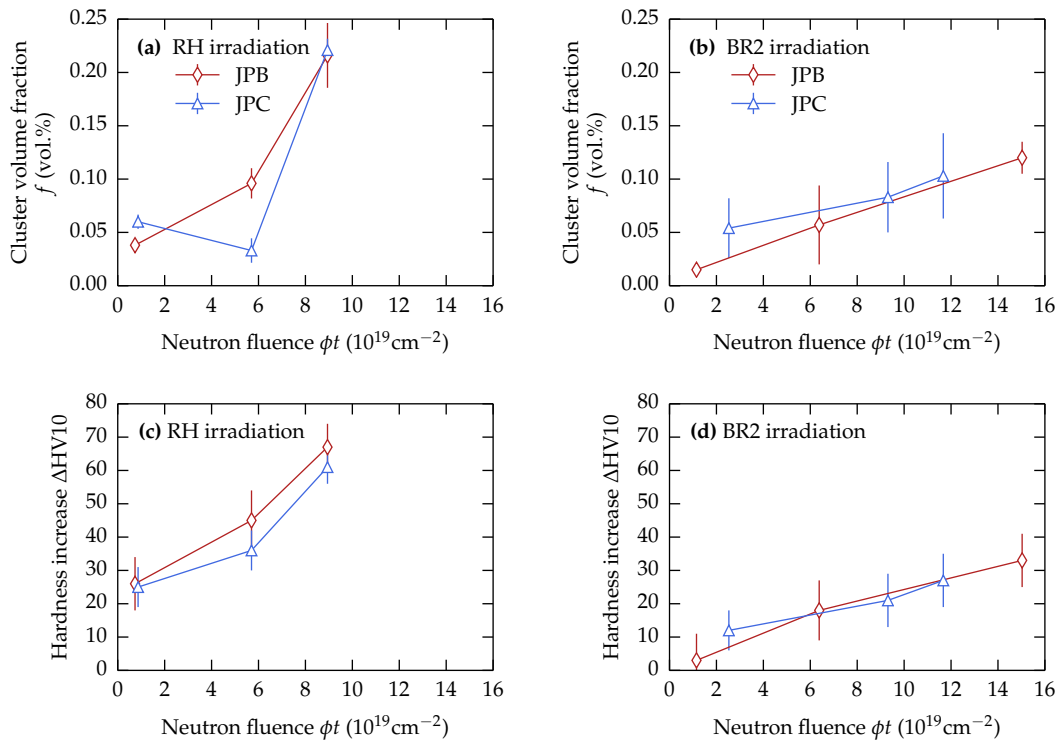 (a) RH irradiation
JPB
JPC
0.25
0.20
0.15
0.10
0.05
0.00
Cluster volume fraction
f (vol.%)
0 2 4 6 8 10 12 14 16
Neutron fluence ϕt (10¹⁹cm⁻²)
(b) BR2 irradiation
JPB
JPC
0.25
0.20
0.15
0.10
0.05
0.00
Cluster volume fraction
f (vol.%)
0 2 4 6 8 10 12 14 16
Neutron fluence ϕt (10¹⁹cm⁻²)
(c) RH irradiation
80
70
60
50
40
30
20
10
0
Hardness increase ΔHV10
0 2 4 6 8 10 12 14 16
Neutron fluence ϕt (10¹⁹cm⁻²)
(d) BR2 irradiation
80
70
60
50
40
30
20
10
0
Hardness increase ΔHV10
0 2 4 6 8 10 12 14 16
Neutron fluence ϕt (10¹⁹cm⁻²)